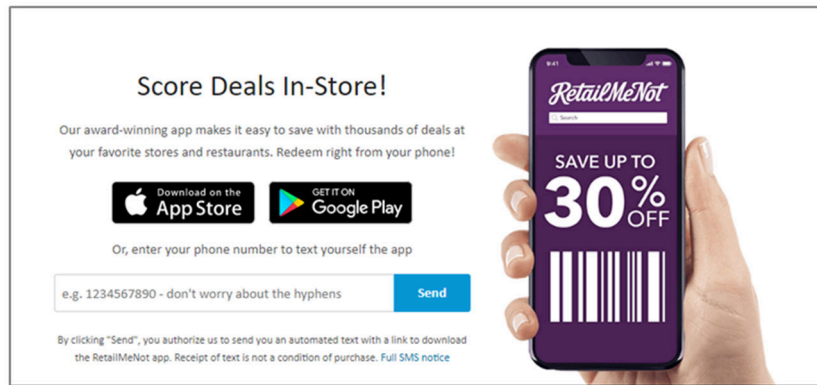 Score Deals In-Store!
Our award-winning app makes it easy to save with thousands of deals at
your favorite stores and restaurants. Redeem right from your phone!
Download on the
App Store
GET IT ON
Google Play
Or, enter your phone number to text yourself the app
e.g. 1234567890 - don't worry about the hyphens
Send
By clicking "Send", you authorize us to send you an automated text with a link to download
the RetailMeNot app. Receipt of text is not a condition of purchase. Full SMS notice
9:41
RetailMeNot
Search
SAVE UP TO
30%
OFF